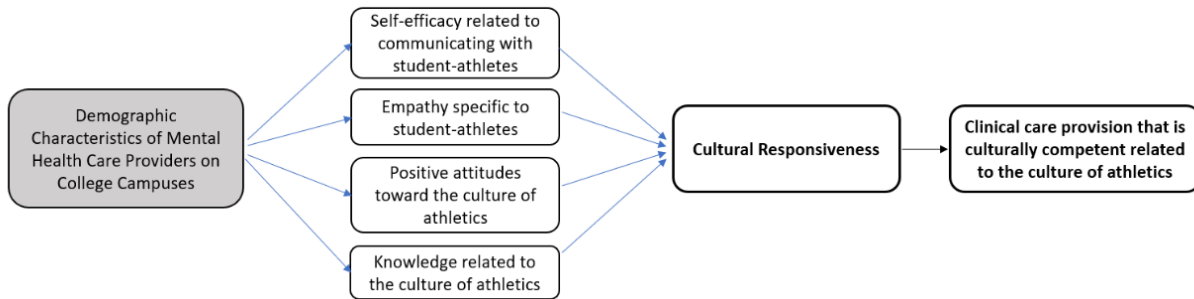 Demographic
Characteristics of Mental
Health Care Providers on
College Campuses
Self-efficacy related to
communicating with
student-athletes
Empathy specific to
student-athletes
Positive attitudes
toward the culture of
athletics
Knowledge related to
the culture of athletics
Cultural Responsiveness
Clinical care provision that is
culturally competent related
to the culture of athletics